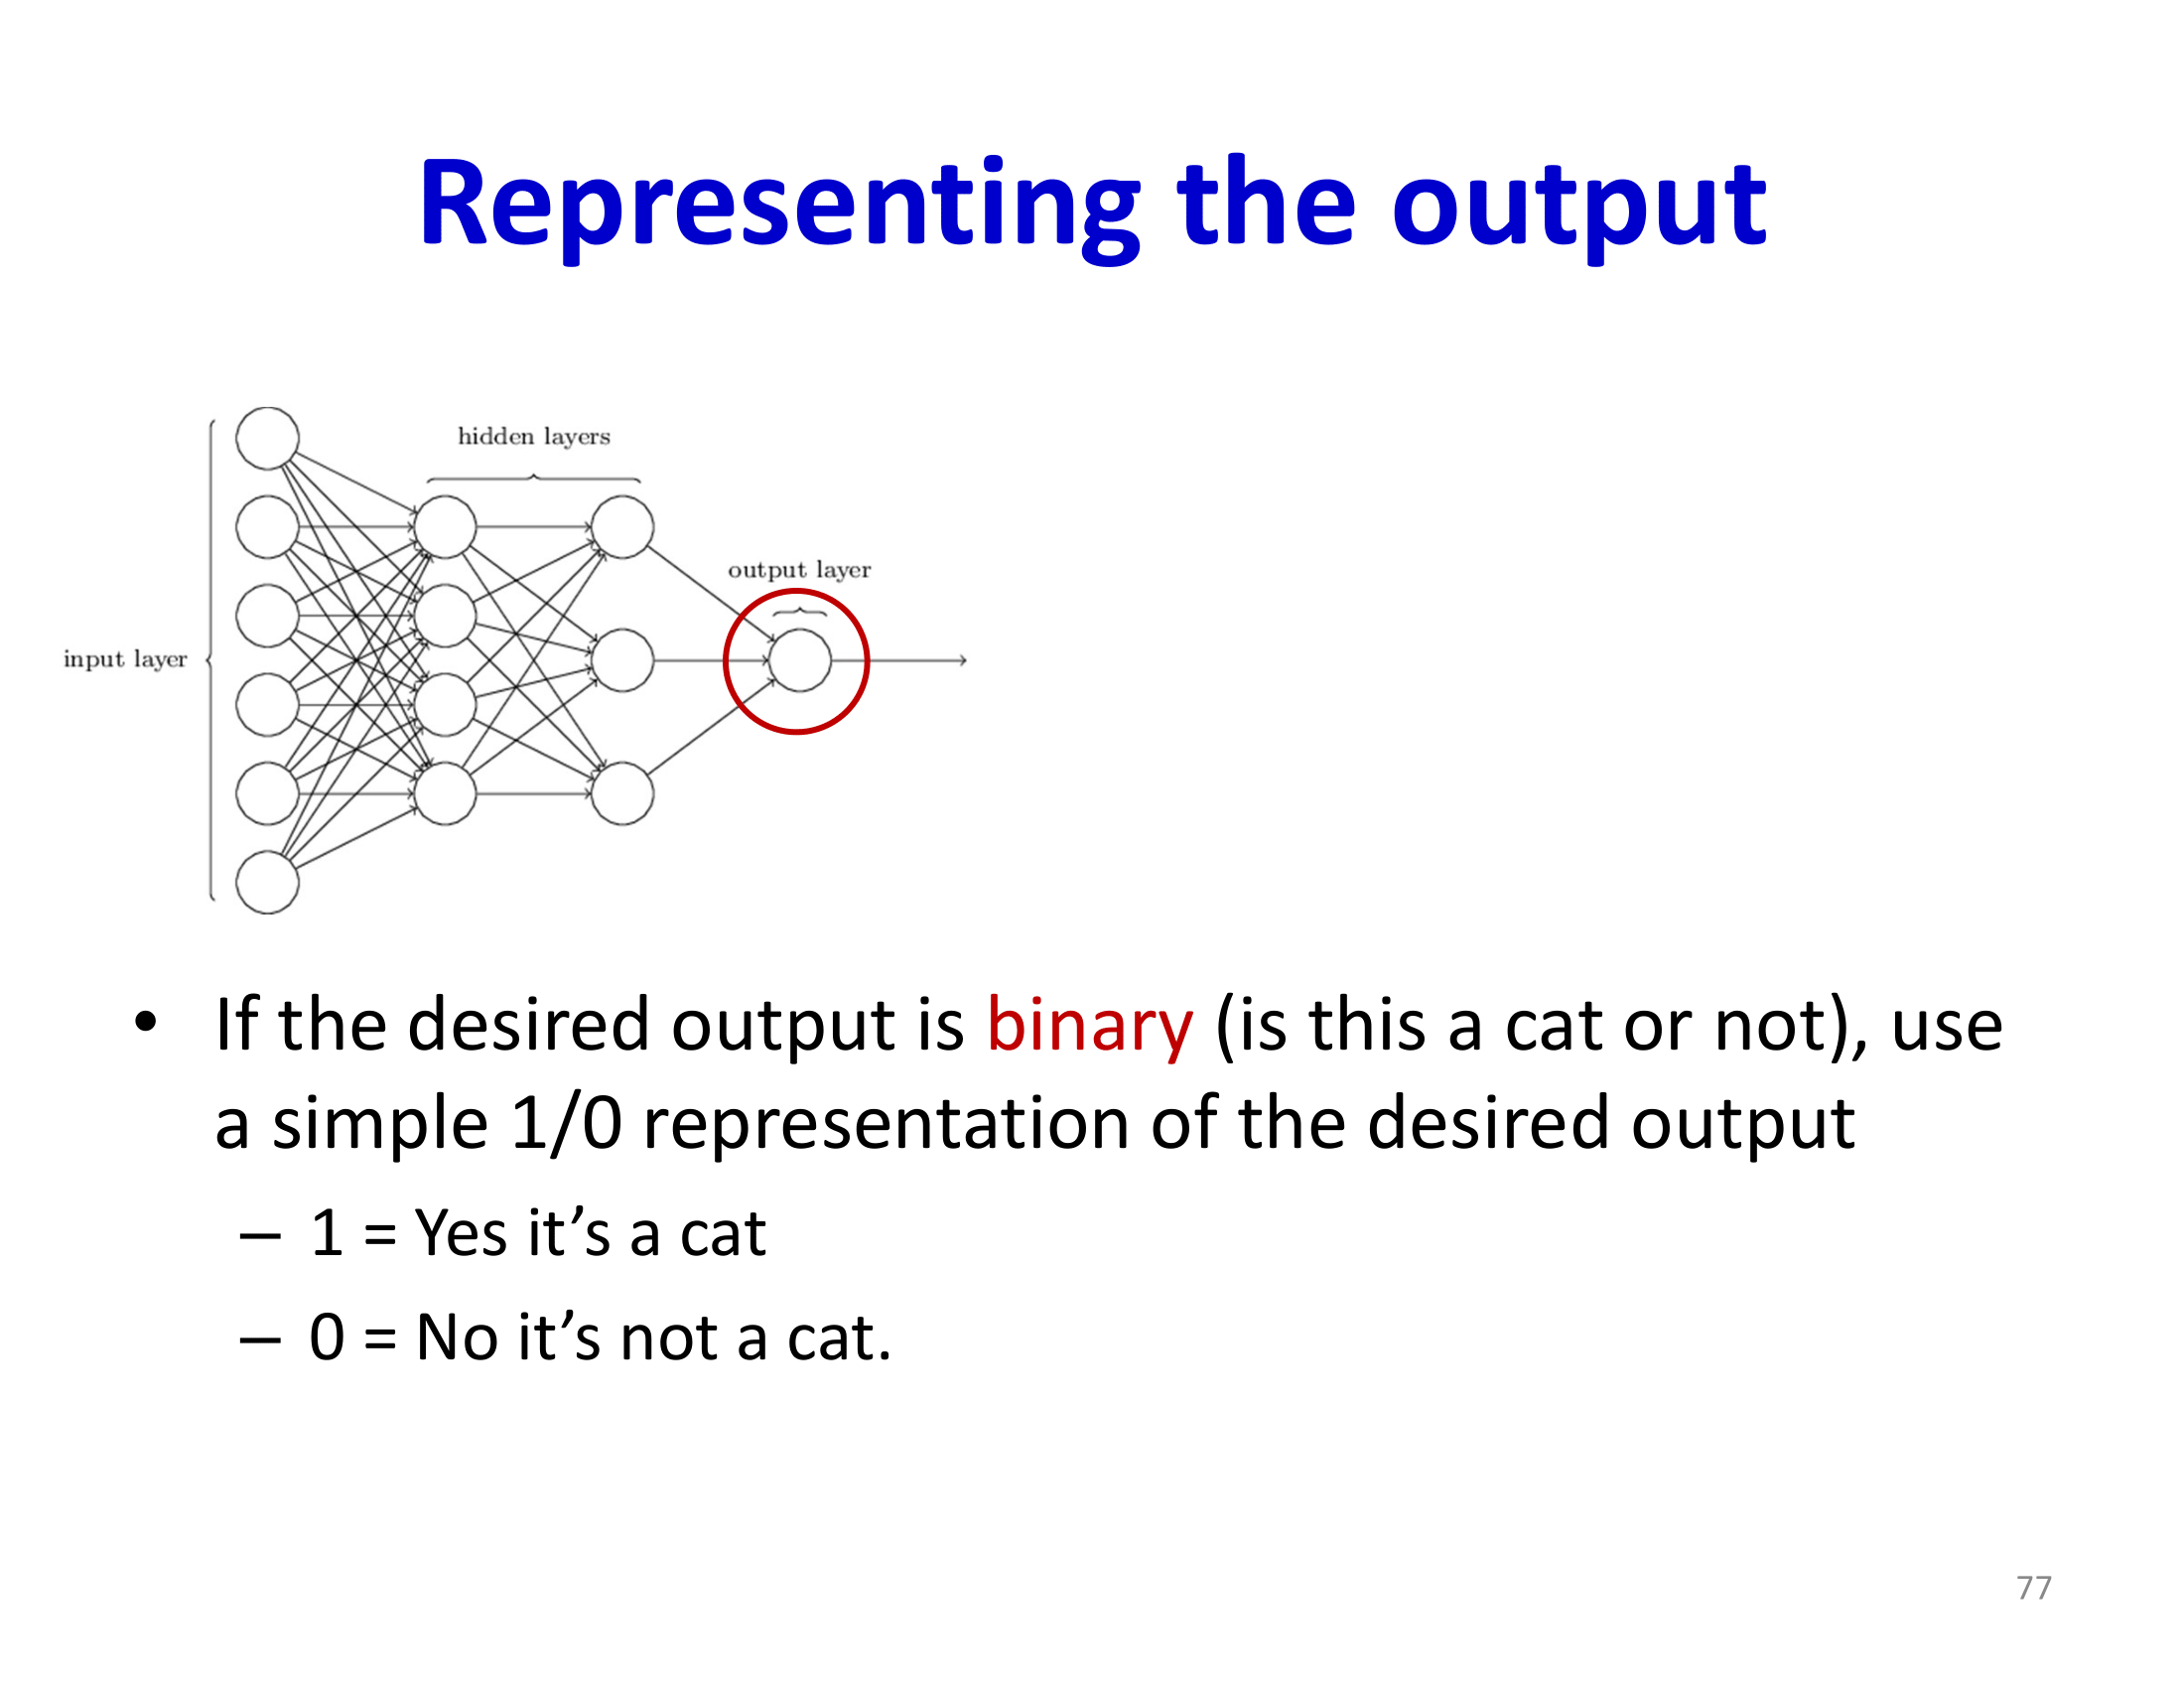 Representing the output
hidden layers
output layer
input layer
• If the desired output is binary (is this a cat or not), use
a simple 1/0 representation of the desired output
– 1 = Yes it’s a cat
– 0 = No it’s not a cat.
77